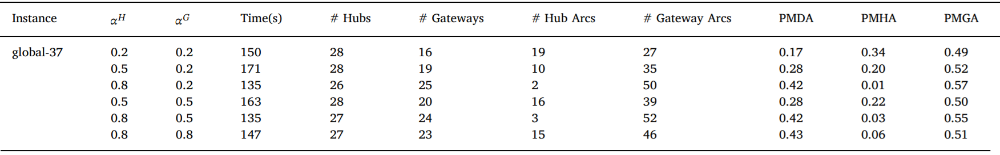 Instance αᴴ αᴳ Time(s) # Hubs # Gateways # Hub Arcs # Gateway Arcs PMDA PMHA PMGA
global-37 0.2 0.2 150 28 16 19 27 0.17 0.34 0.49
0.5 0.2 171 28 19 10 35 0.28 0.20 0.52
0.8 0.2 135 26 25 2 50 0.42 0.01 0.57
0.5 0.5 163 28 20 16 39 0.28 0.22 0.50
0.8 0.5 135 27 24 3 52 0.42 0.03 0.55
0.8 0.8 147 27 23 15 46 0.43 0.06 0.51